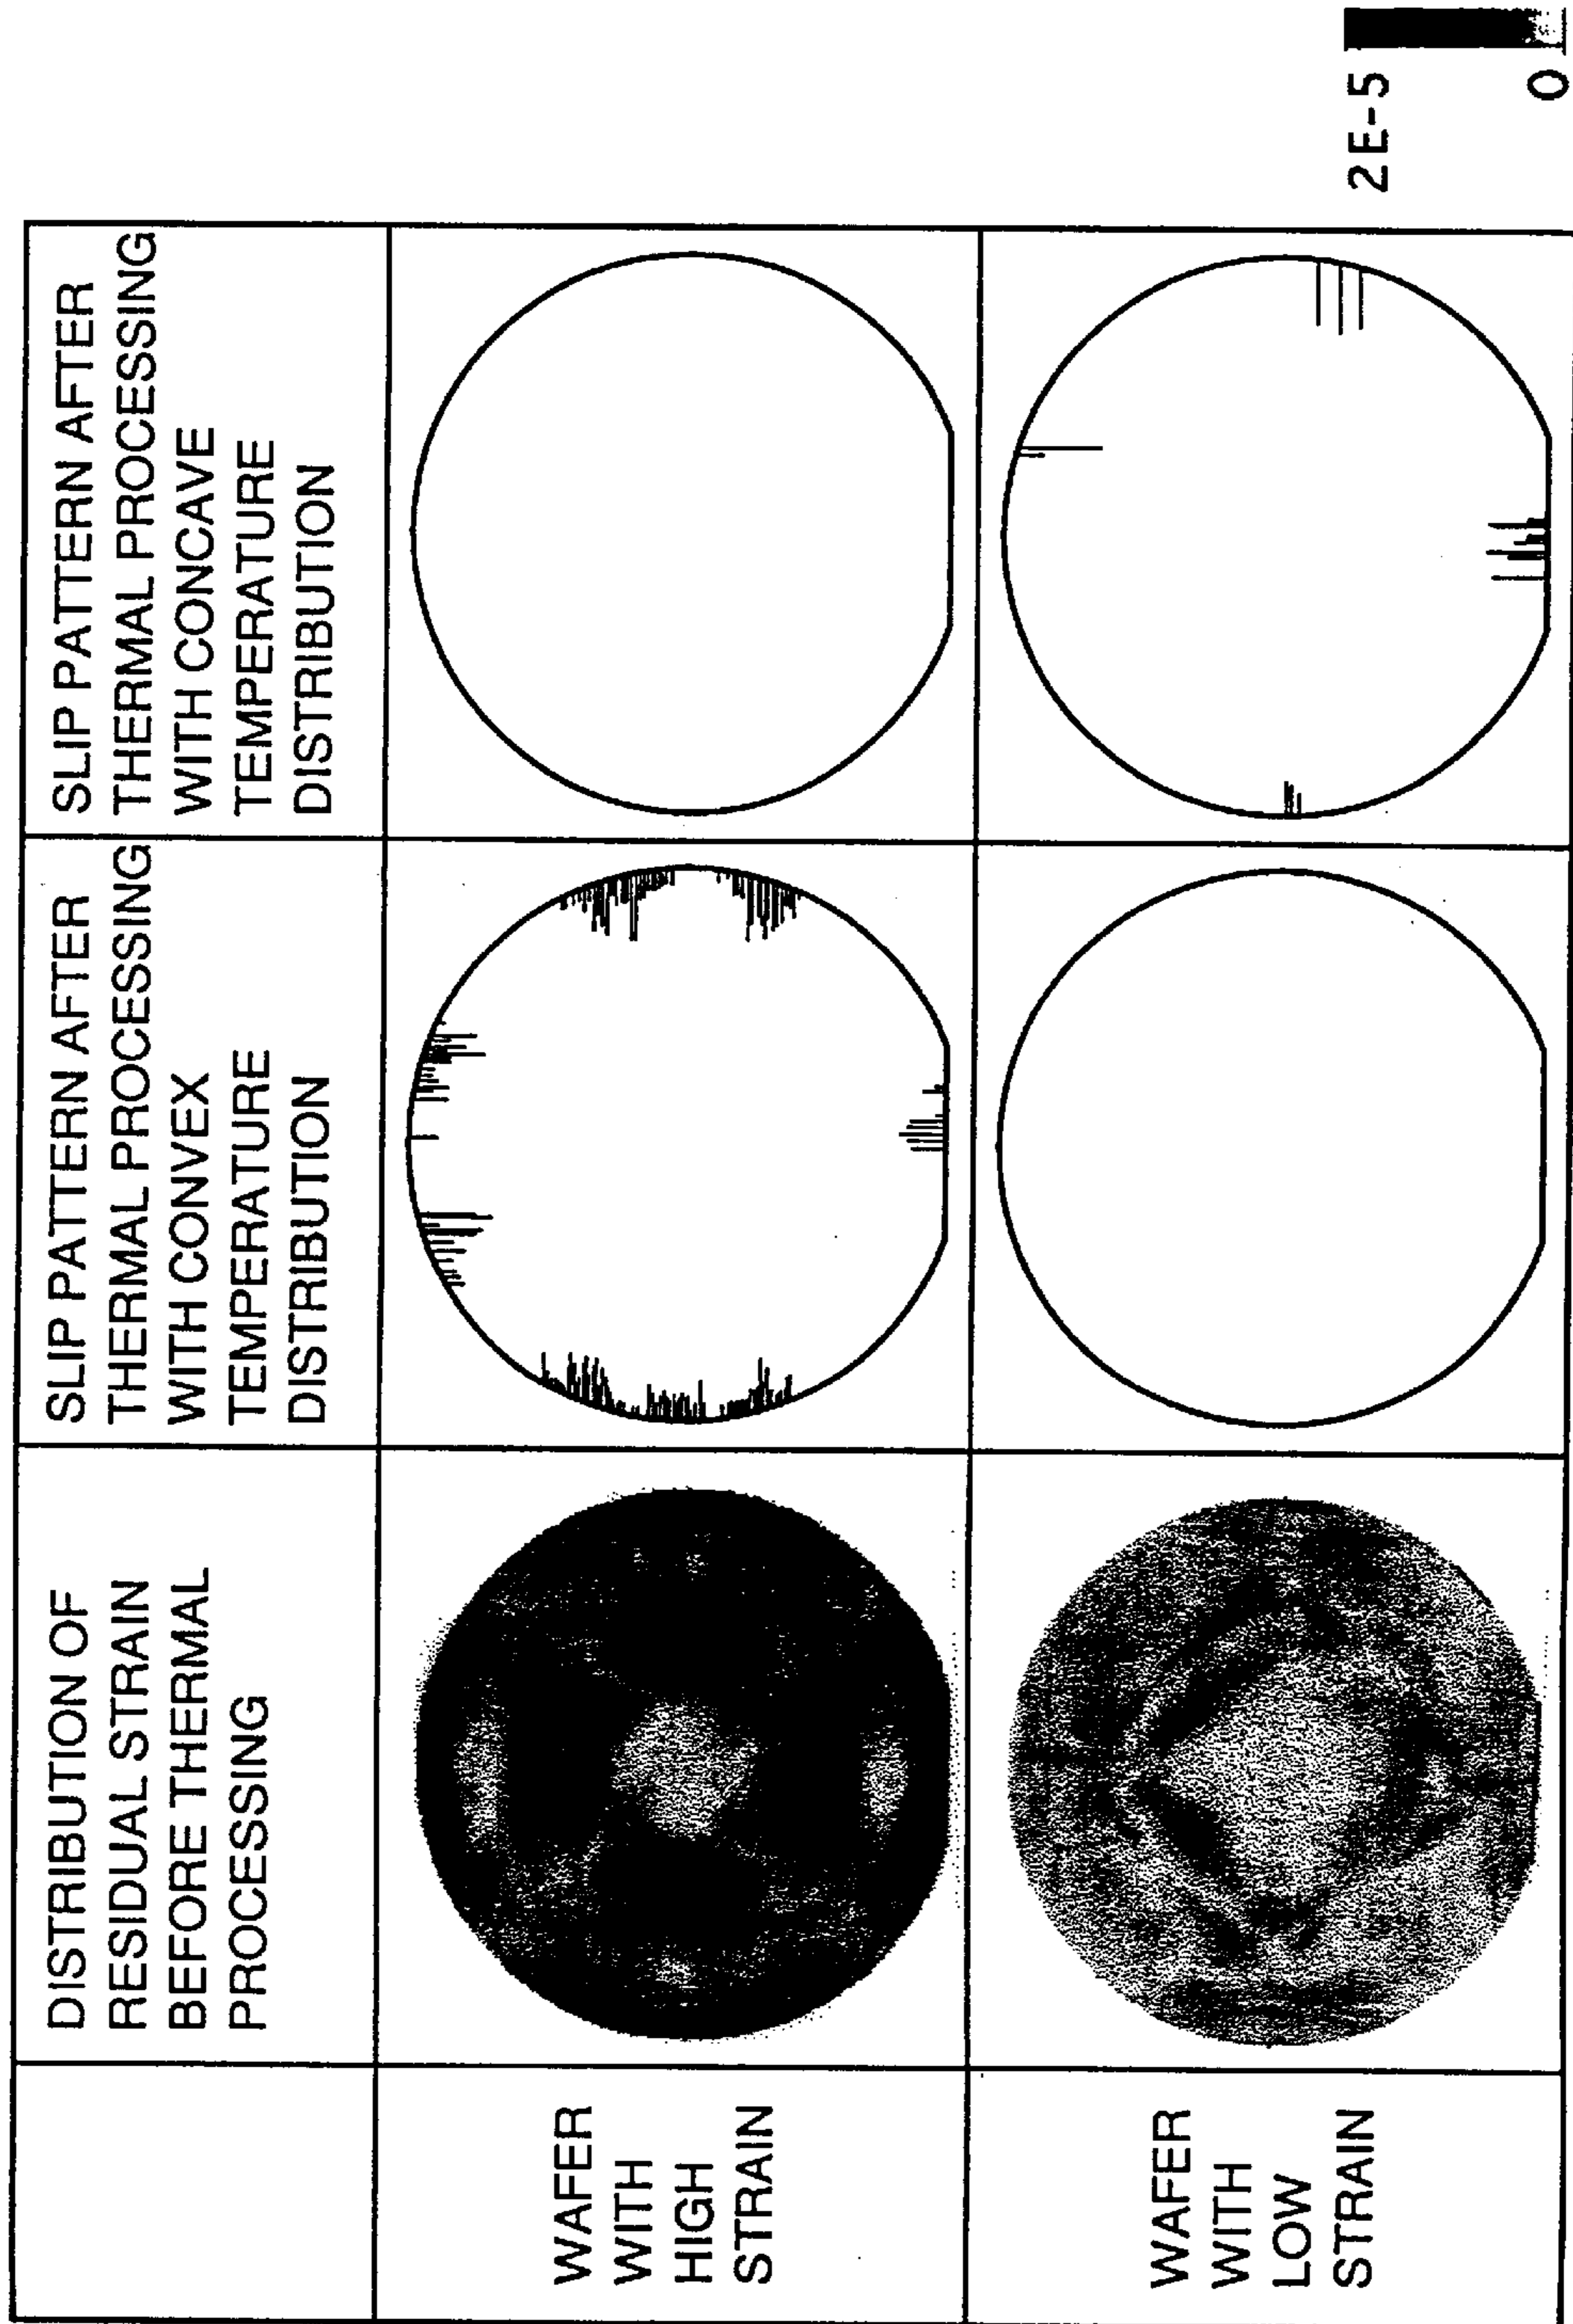 DISTRIBUTION OF
RESIDUAL STRAIN
BEFORE THERMAL
PROCESSING
SLIP PATTERN AFTER
THERMAL PROCESSING
WITH CONVEX
TEMPERATURE
DISTRIBUTION
SLIP PATTERN AFTER
THERMAL PROCESSING
WITH CONCAVE
TEMPERATURE
DISTRIBUTION
WAFER
WITH
HIGH
STRAIN
WAFER
WITH
LOW
STRAIN
2E-5
0